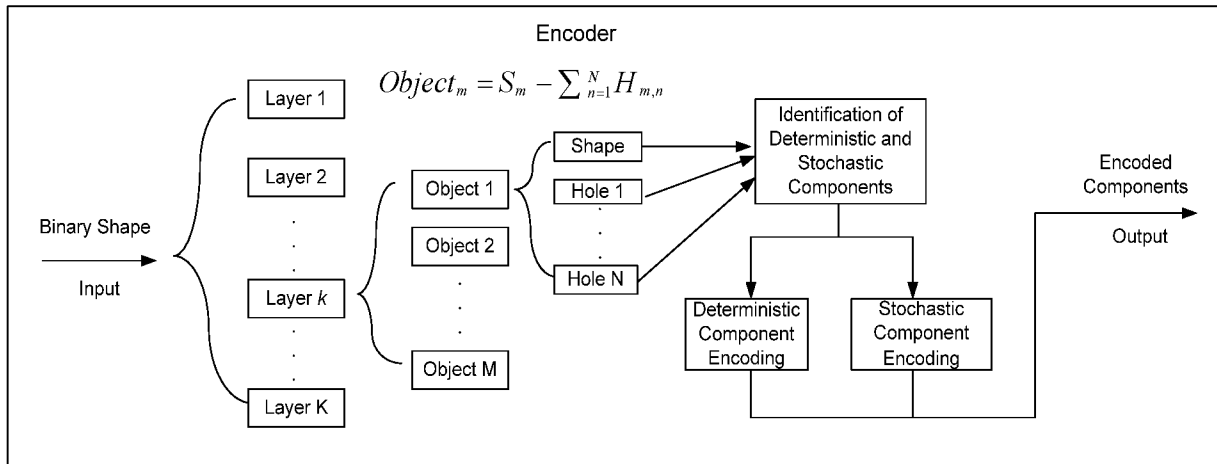 Encoder
Object_m = S_m − ∑_{n=1}^{N} H_{m,n}
Binary Shape
Input
Layer 1
Layer 2
Layer k
Layer K
Object 1
Object 2
Object M
Shape
Hole 1
Hole N
Identification of
Deterministic and
Stochastic
Components
Deterministic
Component
Encoding
Stochastic
Component
Encoding
Encoded
Components
Output